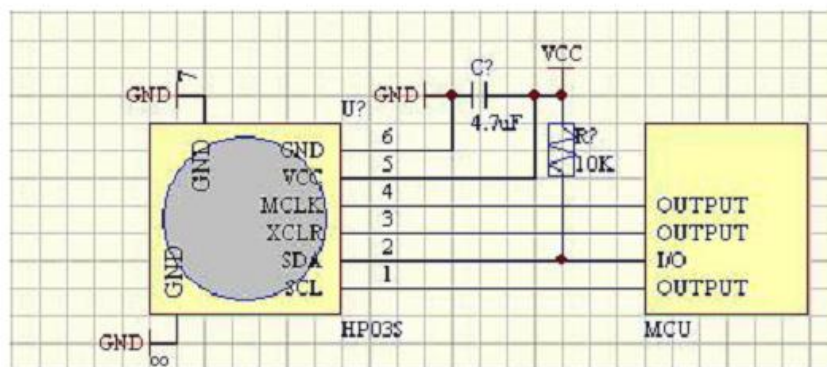 VCC
C?
7
GND
GND
U?
4.7uF
R?
10K
6
GND
GND
5
VCC
4
MCLK
OUTPUT
3
XCLR
OUTPUT
2
SDA
I/O
1
GND
SCL
OUTPUT
HP03S
MCU
GND
8